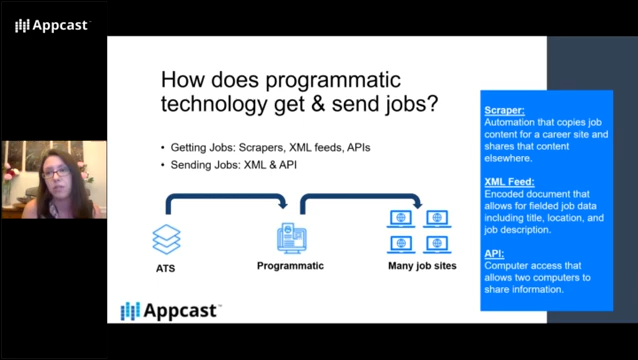 Appcast
How does programmatic
technology get & send jobs?
• Getting Jobs: Scrapers, XML feeds, APIs
• Sending Jobs: XML & API
ATS
Programmatic
Many job sites
Appcast™
Scraper:
Automation that copies job
content for a career site and
shares that content
elsewhere.
XML Feed:
Encoded document that
allows for fielded job data
including title, location, and
job description.
API:
Computer access that
allows two computers to
share information.